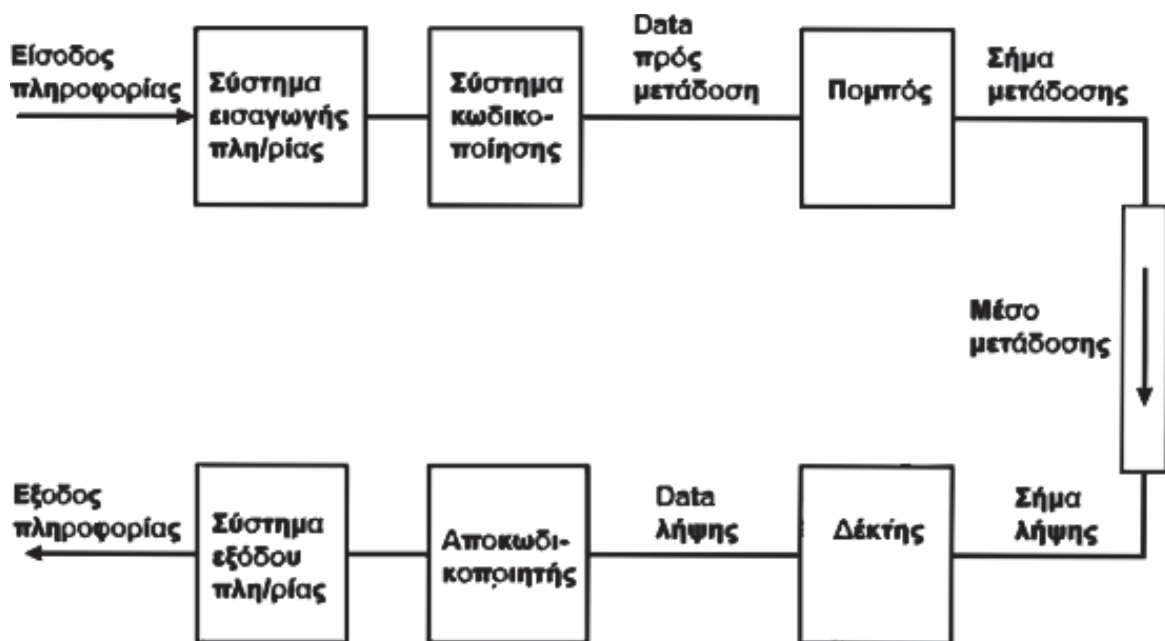 Είσοδος
πληροφορίας
Σύστημα
εισαγωγής
πλη/ρίας
Σύστημα
κωδικο-
ποίησης
Data
πρός
μετάδοση
Πομπός
Σήμα
μετάδοσης
Μέσο
μετάδοσης
Σήμα
λήψης
Δέκτης
Data
λήψης
Αποκωδι-
κοποιητής
Σύστημα
εξόδου
πλη/ρίας
Εξοδος
πληροφορίας